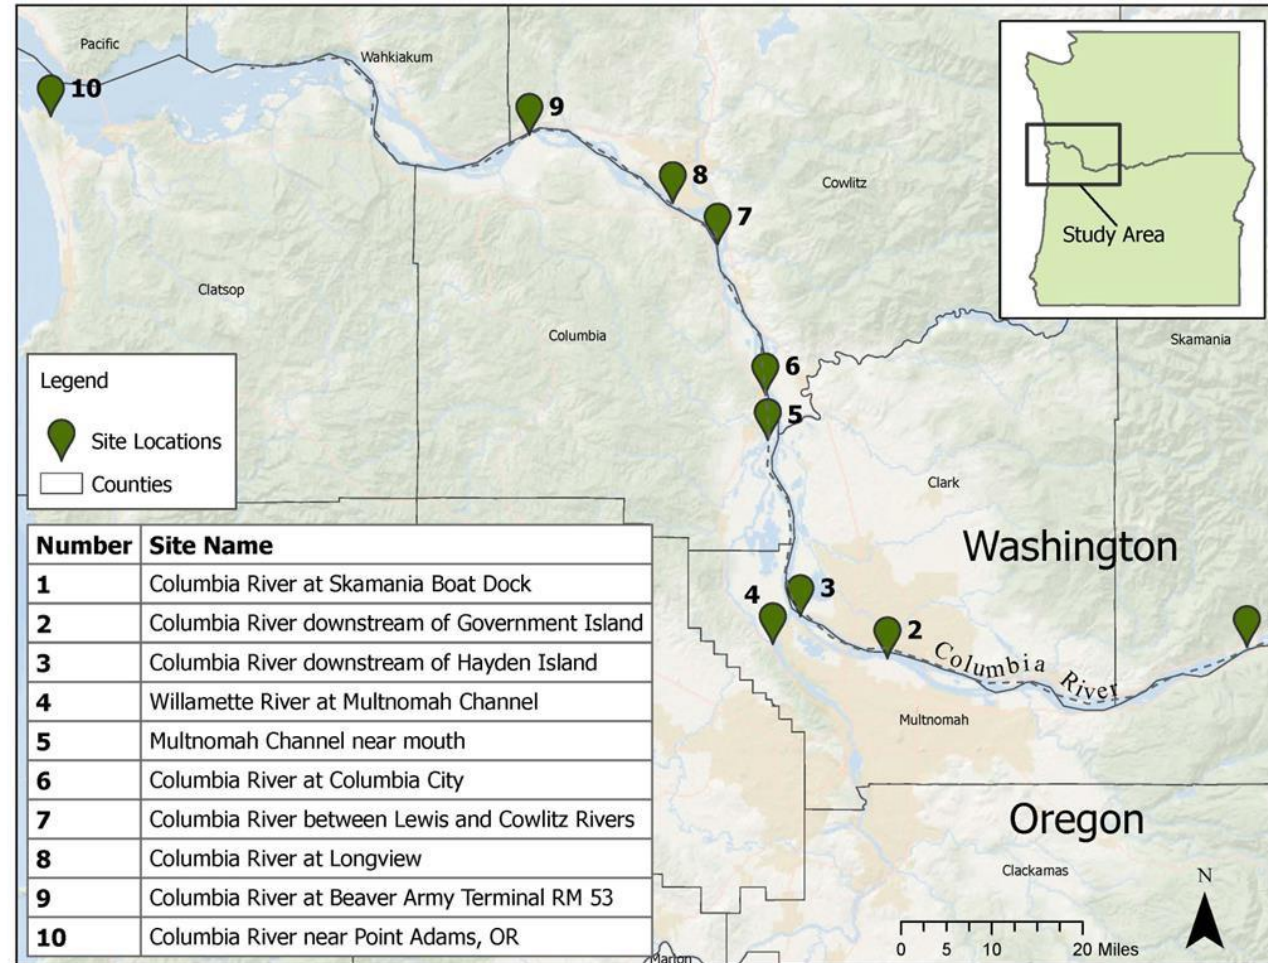 Pacific
Wahkiakum
10
9
8
Cowlitz
7
Study Area
Clatsop
Columbia
Skamania
6
5
Legend
Site Locations
Counties
Clark
Washington
3
4
2
Columbia River
Multnomah
Oregon
Clackamas
Marion
N
0 5 10 20 Miles
Number Site Name
1 Columbia River at Skamania Boat Dock
2 Columbia River downstream of Government Island
3 Columbia River downstream of Hayden Island
4 Willamette River at Multnomah Channel
5 Multnomah Channel near mouth
6 Columbia River at Columbia City
7 Columbia River between Lewis and Cowlitz Rivers
8 Columbia River at Longview
9 Columbia River at Beaver Army Terminal RM 53
10 Columbia River near Point Adams, OR